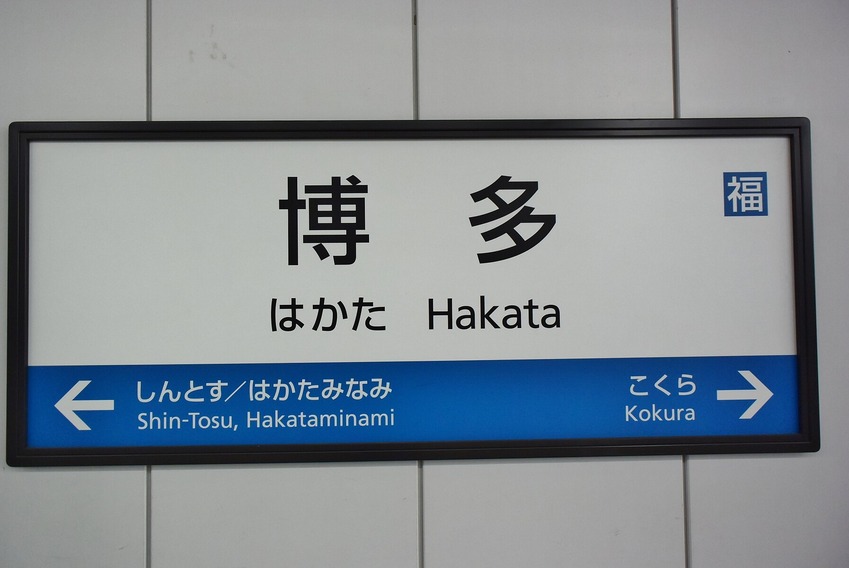 博多
福
はかた Hakata
しんとす／はかたみなみ
Shin-Tosu, Hakataminami
こくら
Kokura